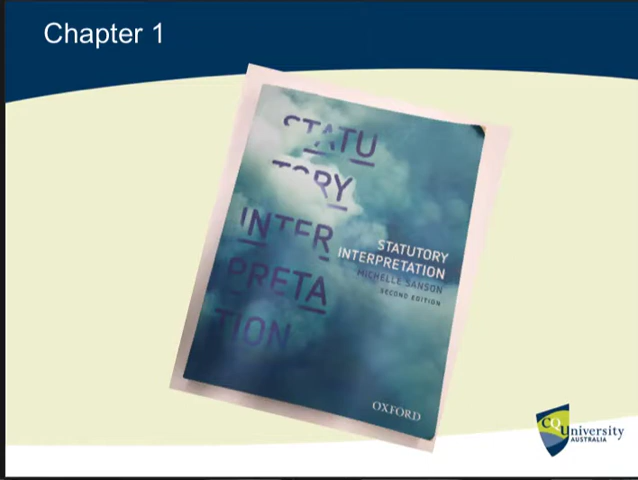 Chapter 1
STATU
TORY
INTER
PRETA
TION
STATUTORY
INTERPRETATION
MICHELLE SANSON
SECOND EDITION
OXFORD
CQUniversity
AUSTRALIA